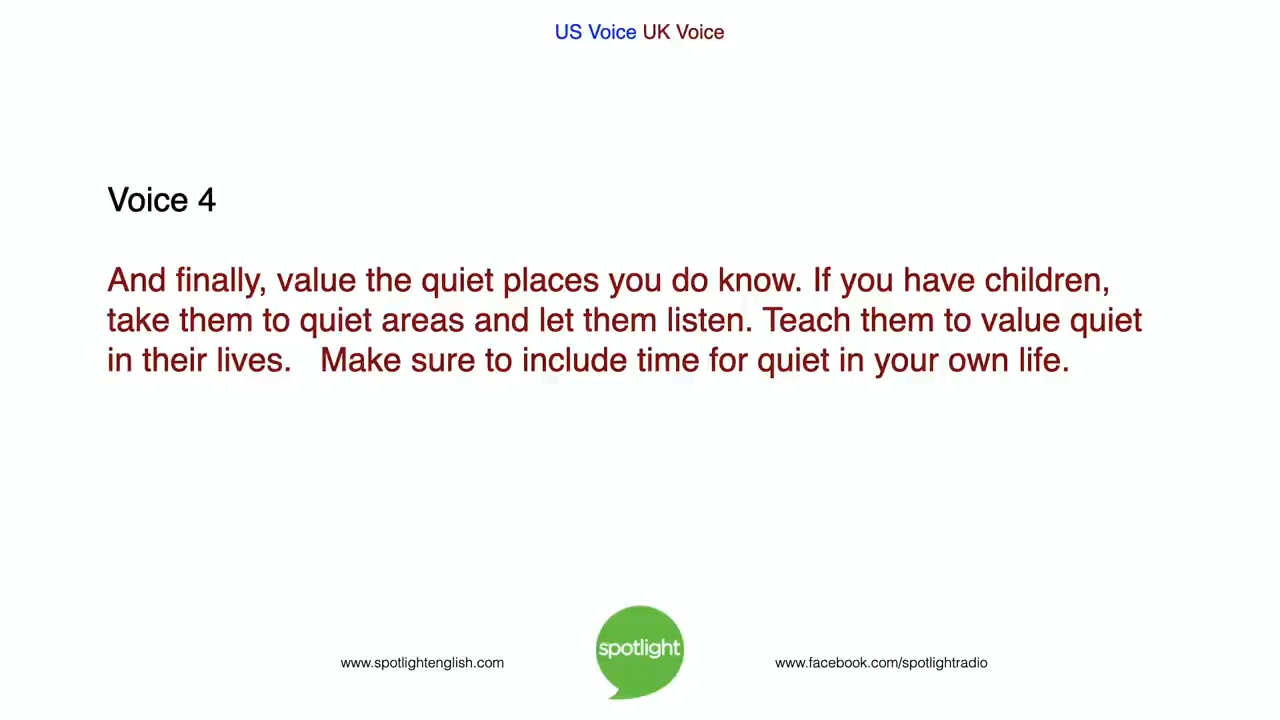 US Voice UK Voice
Voice 4
And finally, value the quiet places you do know. If you have children,
take them to quiet areas and let them listen. Teach them to value quiet
in their lives.   Make sure to include time for quiet in your own life.
spotlight
www.spotlightenglish.com
www.facebook.com/spotlightradio